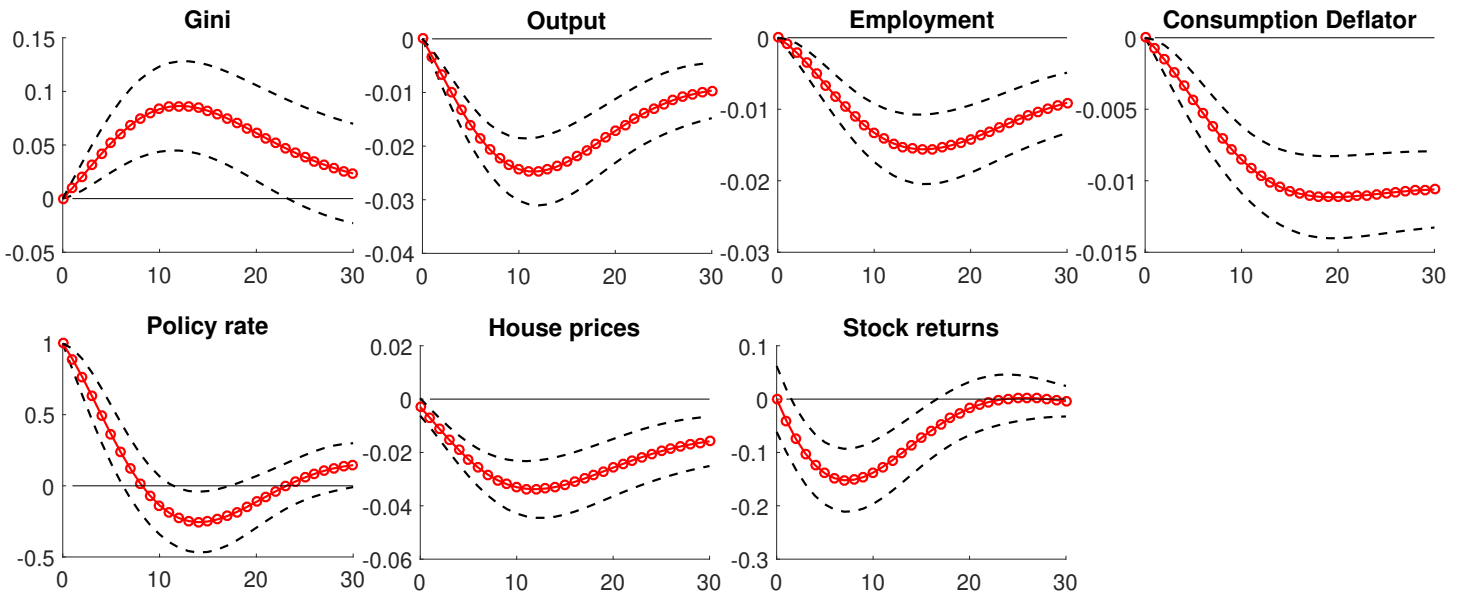 Gini
0.15
0.1
0.05
0
-0.05
0 10 20 30
Output
0
-0.01
-0.02
-0.03
-0.04
0 10 20 30
Employment
0
-0.01
-0.02
-0.03
0 10 20 30
Consumption Deflator
0
-0.005
-0.01
-0.015
0 10 20 30
Policy rate
1
0.5
0
-0.5
0 10 20 30
House prices
0.02
0
-0.02
-0.04
-0.06
0 10 20 30
Stock returns
0.1
0
-0.1
-0.2
-0.3
0 10 20 30